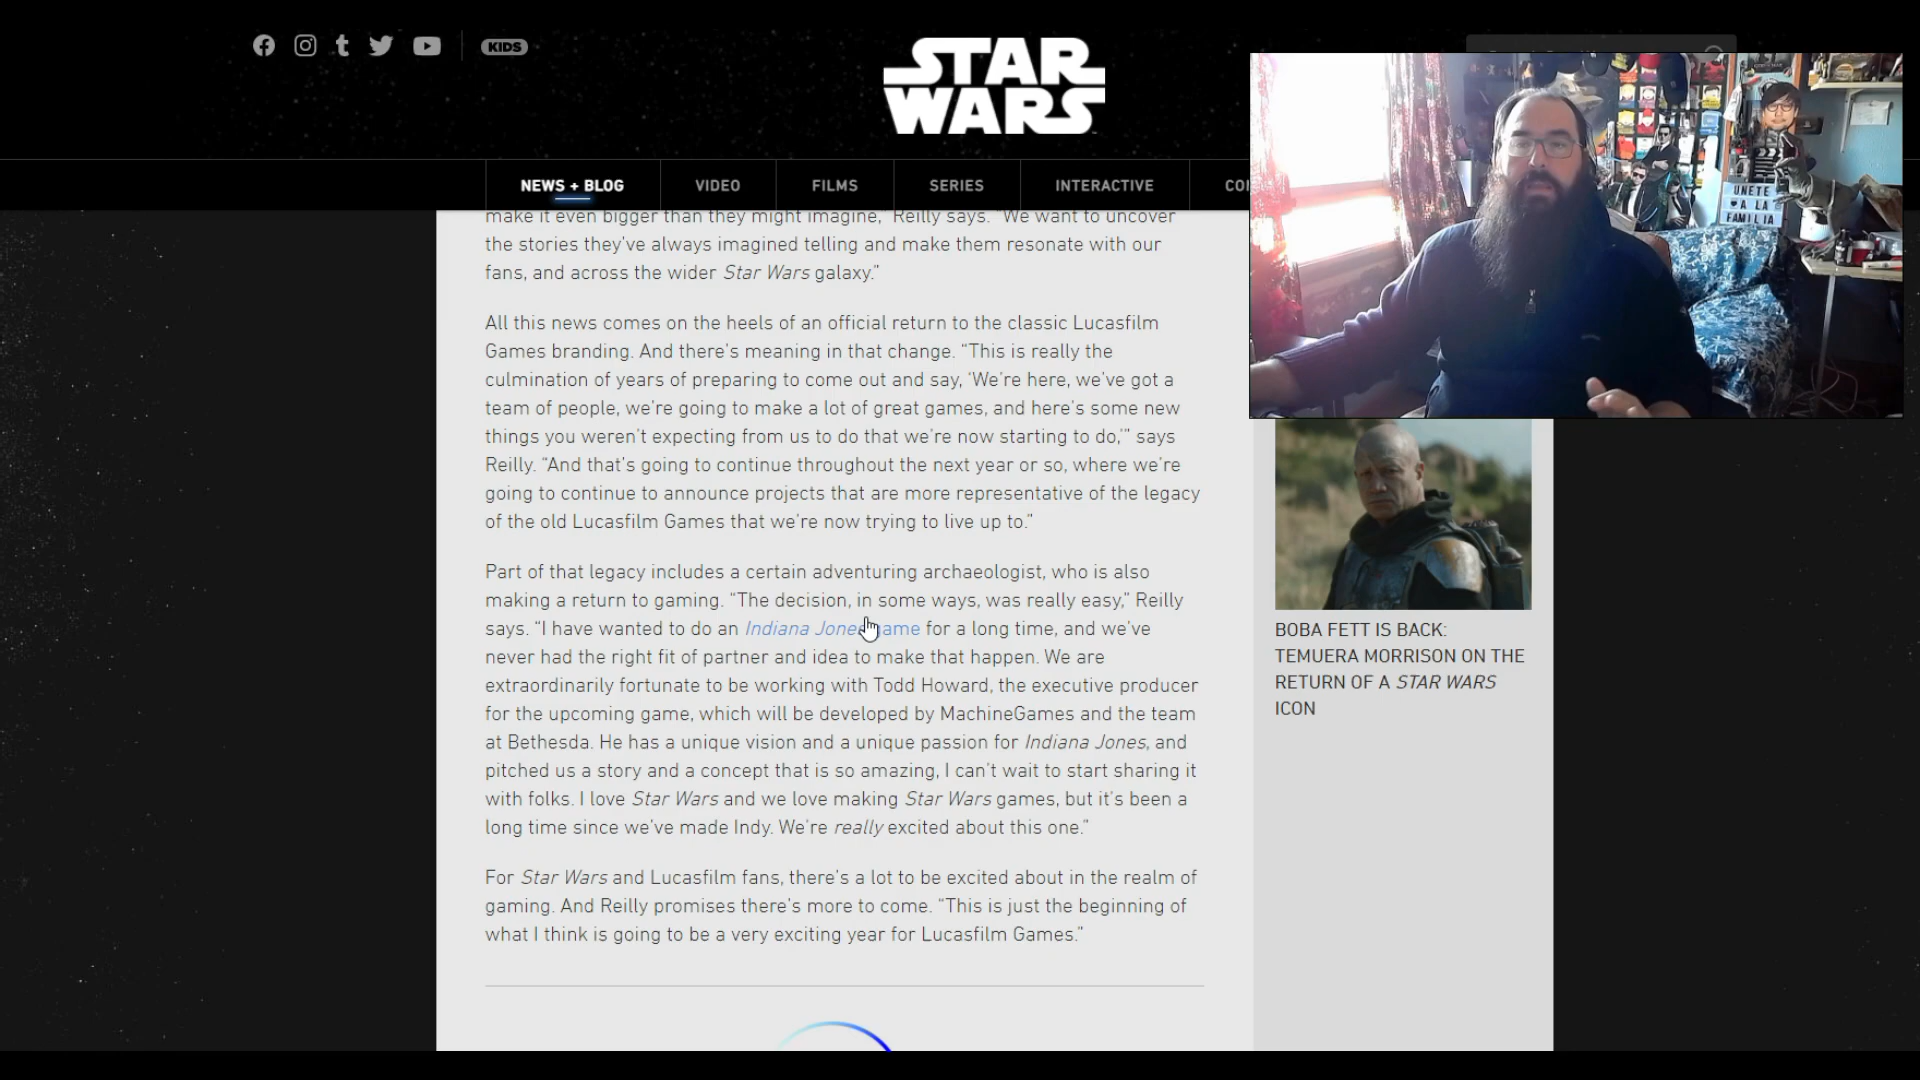 KIDS
STAR
WARS
NEWS + BLOG
VIDEO
FILMS
SERIES
INTERACTIVE
make it even bigger than they might imagine,” Reilly says. “We want to uncover
the stories they’ve always imagined telling and make them resonate with our
fans, and across the wider Star Wars galaxy.”
All this news comes on the heels of an official return to the classic Lucasfilm
Games branding. And there’s meaning in that change. “This is really the
culmination of years of preparing to come out and say, ‘We’re here, we’ve got a
team of people, we’re going to make a lot of great games, and here’s some new
things you weren’t expecting from us to do that we’re now starting to do,’” says
Reilly. “And that’s going to continue throughout the next year or so, where we’re
going to continue to announce projects that are more representative of the legacy
of the old Lucasfilm Games that we’re now trying to live up to.”
Part of that legacy includes a certain adventuring archaeologist, who is also
making a return to gaming. “The decision, in some ways, was really easy,” Reilly
says. “I have wanted to do an Indiana Jones game for a long time, and we’ve
never had the right fit of partner and idea to make that happen. We are
extraordinarily fortunate to be working with Todd Howard, the executive producer
for the upcoming game, which will be developed by MachineGames and the team
at Bethesda. He has a unique vision and a unique passion for Indiana Jones, and
pitched us a story and a concept that is so amazing, I can’t wait to start sharing it
with folks. I love Star Wars and we love making Star Wars games, but it’s been a
long time since we’ve made Indy. We’re really excited about this one.”
For Star Wars and Lucasfilm fans, there’s a lot to be excited about in the realm of
gaming. And Reilly promises there’s more to come. “This is just the beginning of
what I think is going to be a very exciting year for Lucasfilm Games.”
UNETE
♥A LA
FAMILIA
BOBA FETT IS BACK:
TEMUERA MORRISON ON THE
RETURN OF A STAR WARS
ICON